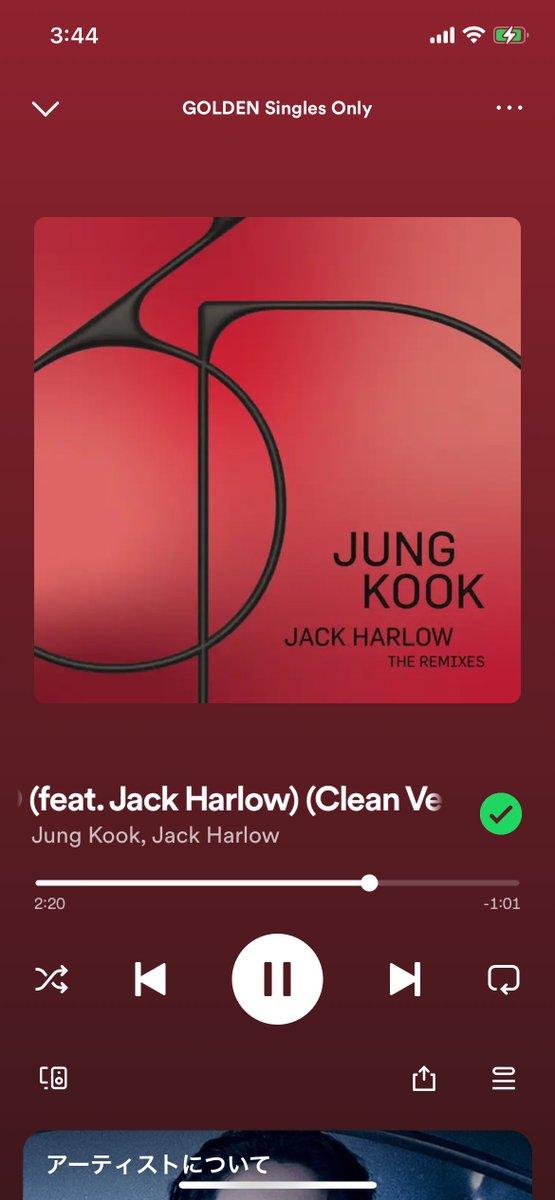 3:44
GOLDEN Singles Only
JUNG
KOOK
JACK HARLOW
THE REMIXES
(feat. Jack Harlow) (Clean Ve
Jung Kook, Jack Harlow
2:20
-1:01
アーティストについて